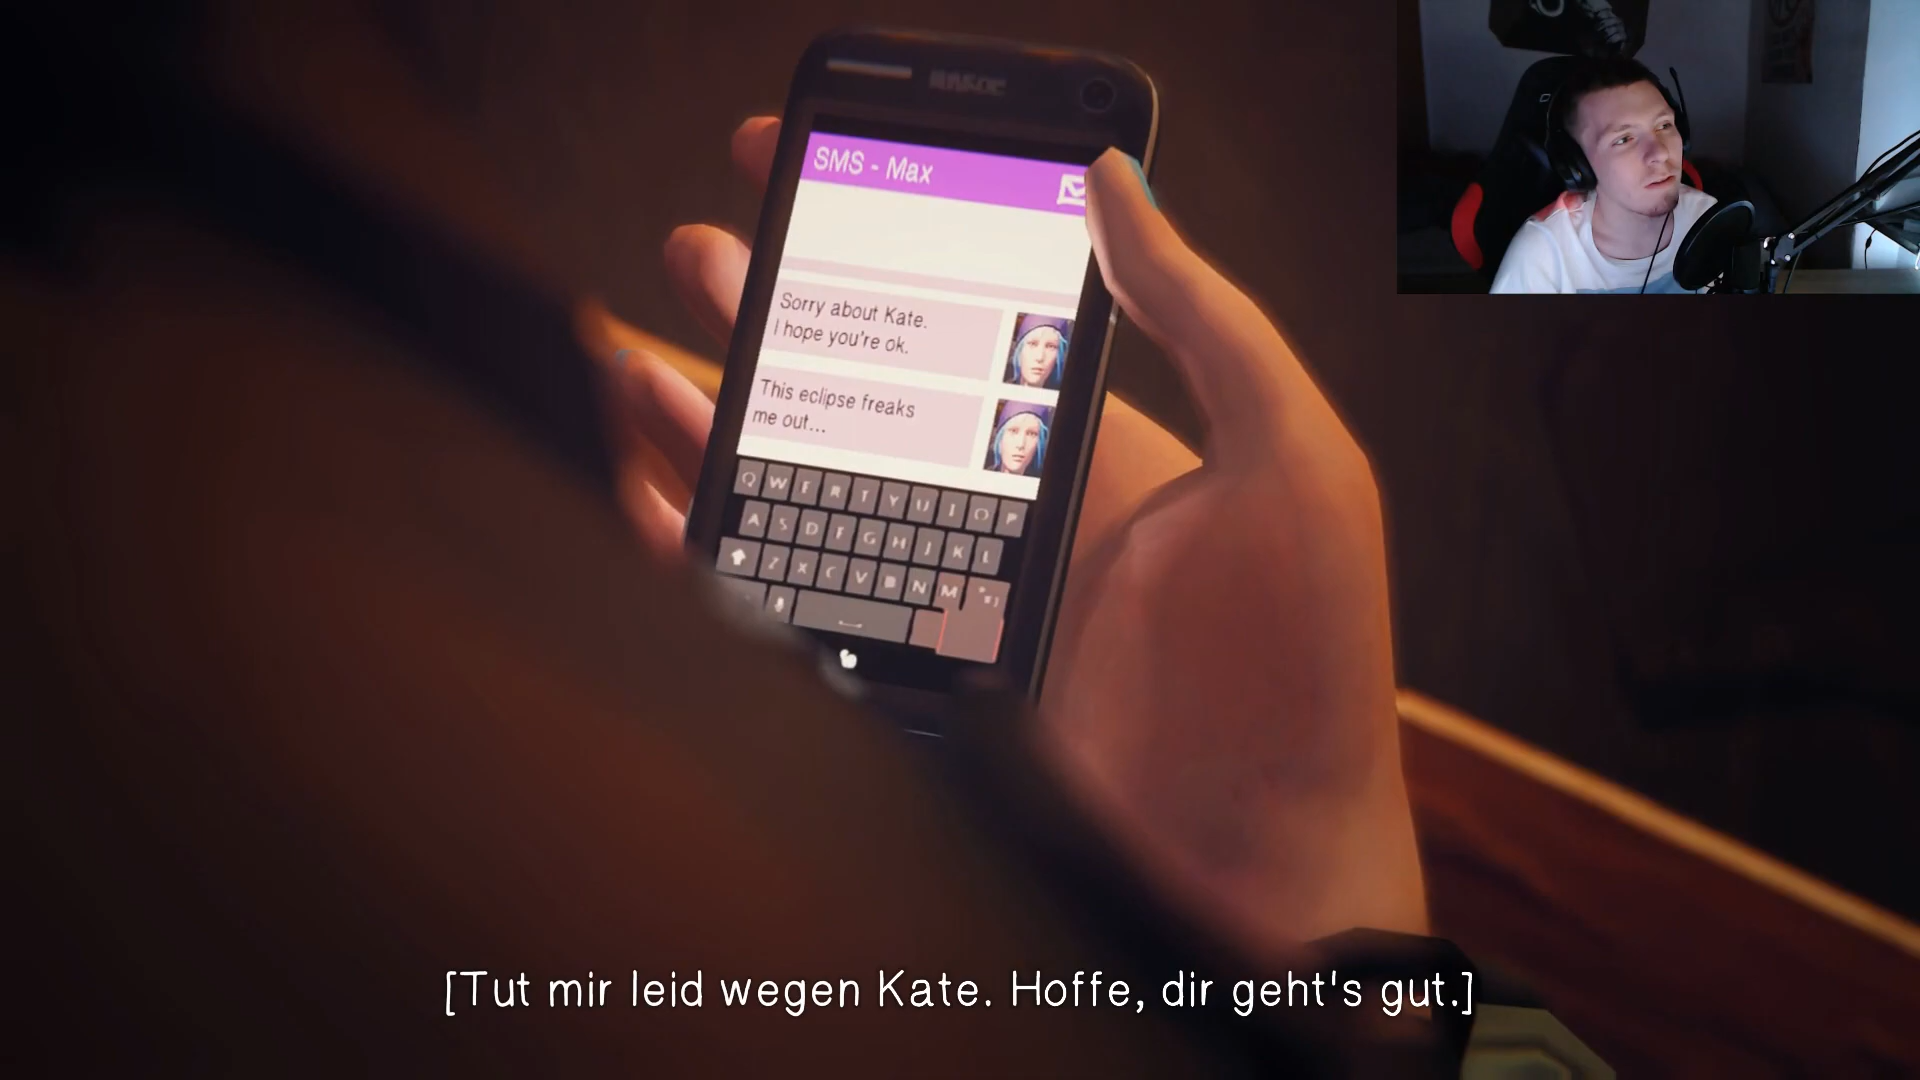 SMS - Max
Sorry about Kate.
I hope you're ok.
This eclipse freaks
me out...
Q W E R T Y U I O P
A S D F G H J K L
Z X C V B N M
[Tut mir leid wegen Kate. Hoffe, dir geht's gut.]